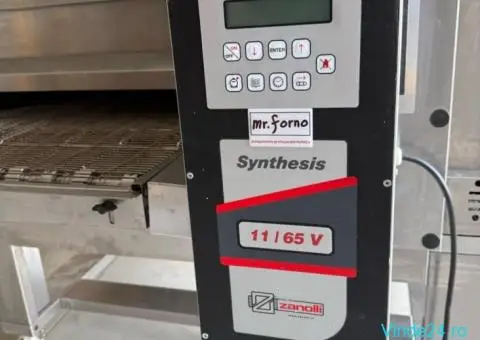 ON
OFF
ENTER
mr.forno
Synthesis
11 / 65 V
zanolli
Vinde24.ro